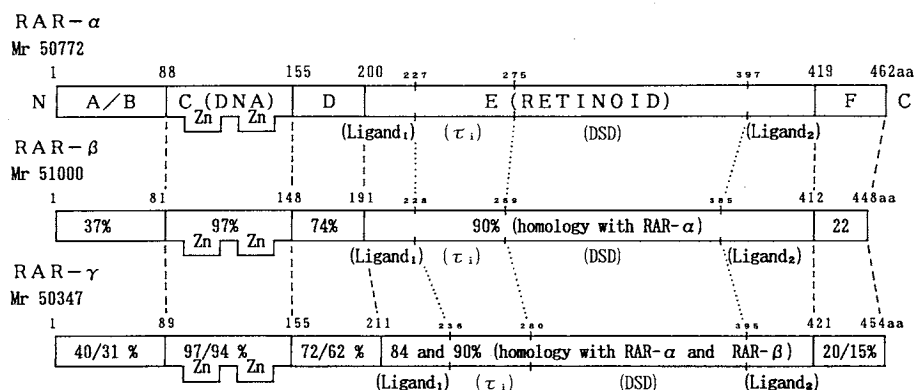 RAR-α
Mr 50772
1 88 155 200 227 275 397 419 462aa
N A/B C (DNA) D E (RETINOID) F C
Zn Zn
(Ligand₁) (τᵢ) (DSD) (Ligand₂)
RAR-β
Mr 51000
1 81 148 191 228 269 385 412 448aa
37% 97% 74% 90% (homology with RAR-α) 22
Zn Zn
(Ligand₁) (τᵢ) (DSD) (Ligand₂)
RAR-γ
Mr 50347
1 89 155 211 236 280 395 421 454aa
40/31 % 97/94 % 72/62 % 84 and 90% (homology with RAR-α and RAR-β) 20/15%
Zn Zn
(Ligand₁) (τᵢ) (DSD) (Ligand₂)